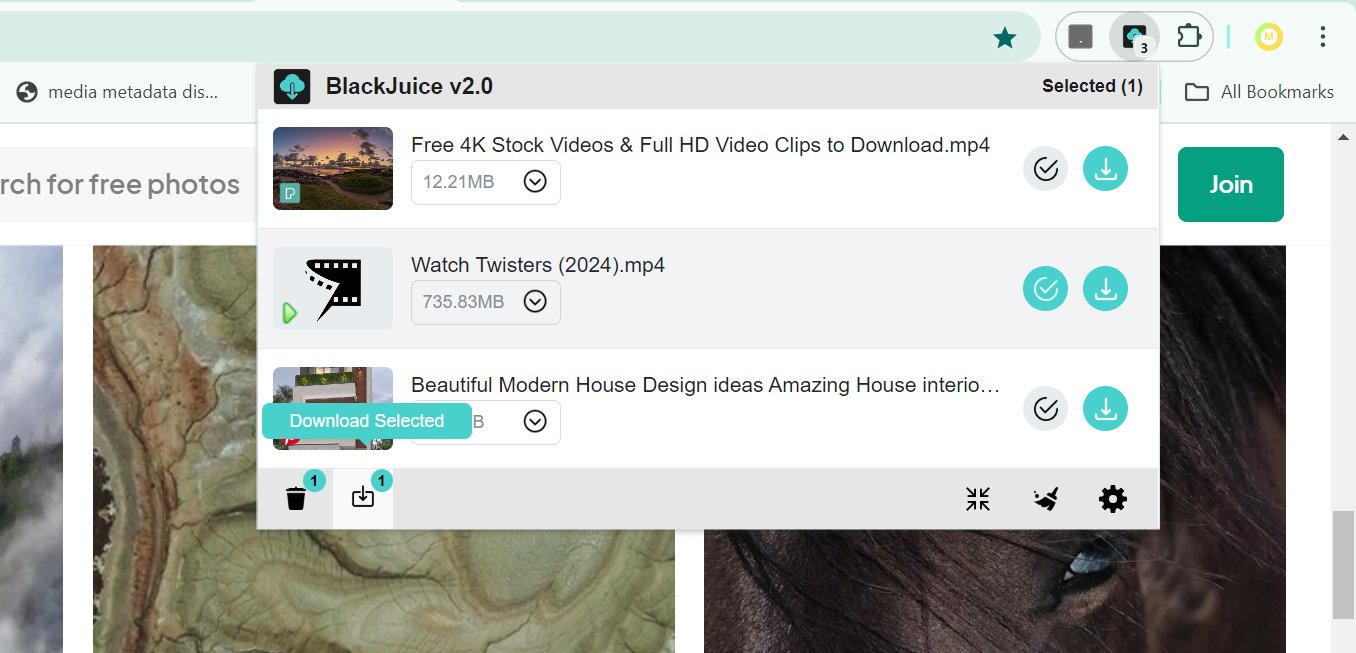 3
M
media metadata dis...
BlackJuice v2.0
Selected (1)
All Bookmarks
Free 4K Stock Videos & Full HD Video Clips to Download.mp4
12.21MB
rch for free photos
Join
Watch Twisters (2024).mp4
735.83MB
Beautiful Modern House Design ideas Amazing House interio...
Download Selected
B
1
1